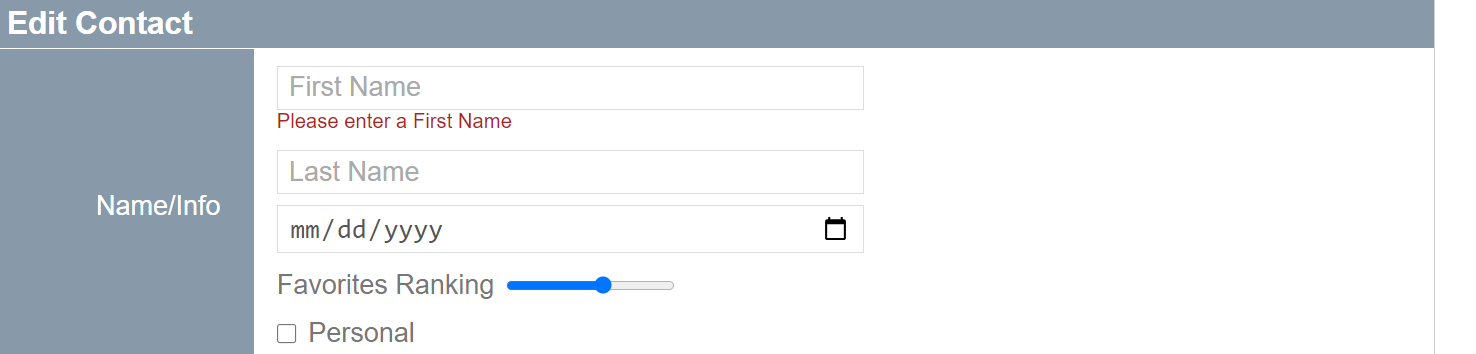 Edit Contact
First Name
Please enter a First Name
Last Name
Name/Info
mm/dd/yyyy
Favorites Ranking
Personal